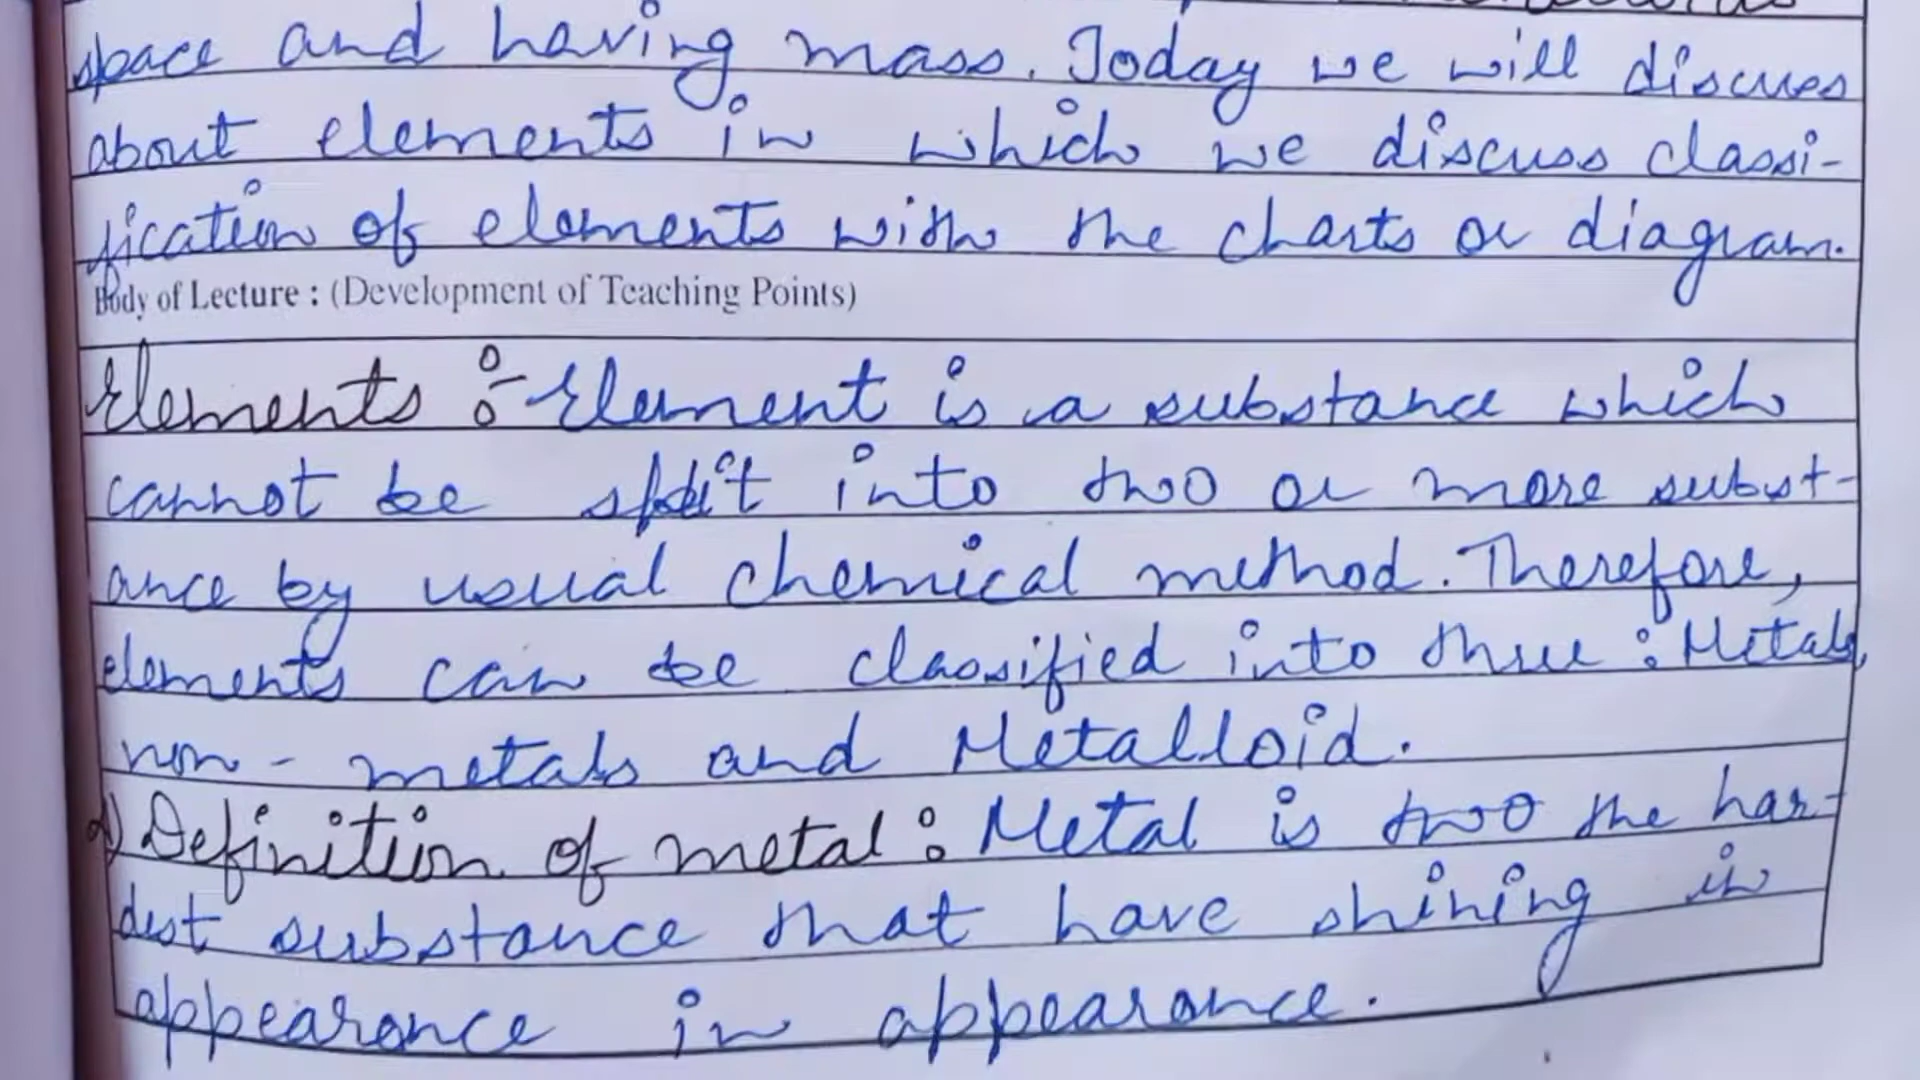 space and having mass. Today we will discuss
about elements in which we discuss classi-
fication of elements with the charts or diagram.
Body of Lecture : (Development of Teaching Points)
Elements :- Element is a substance which
cannot be split into two or more subst-
ance by usual chemical method. Therefore,
elements can be classified into three : Metals,
non - metals and Metalloid.
Definition of metal : Metal is two the har-
dest substance that have shining in
appearance in appearance.